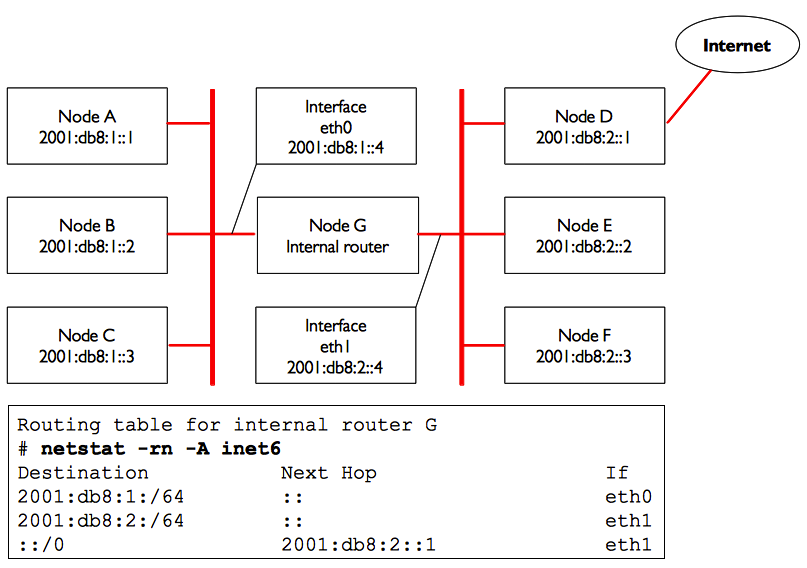 Internet
Node A
2001:db8:1::1
Interface
eth0
2001:db8:1::4
Node D
2001:db8:2::1
Node B
2001:db8:1::2
Node G
Internal router
Node E
2001:db8:2::2
Node C
2001:db8:1::3
Interface
eth1
2001:db8:2::4
Node F
2001:db8:2::3
Routing table for internal router G
# netstat -rn -A inet6
Destination Next Hop If
2001:db8:1:/64 :: eth0
2001:db8:2:/64 :: eth1
::/0 2001:db8:2::1 eth1